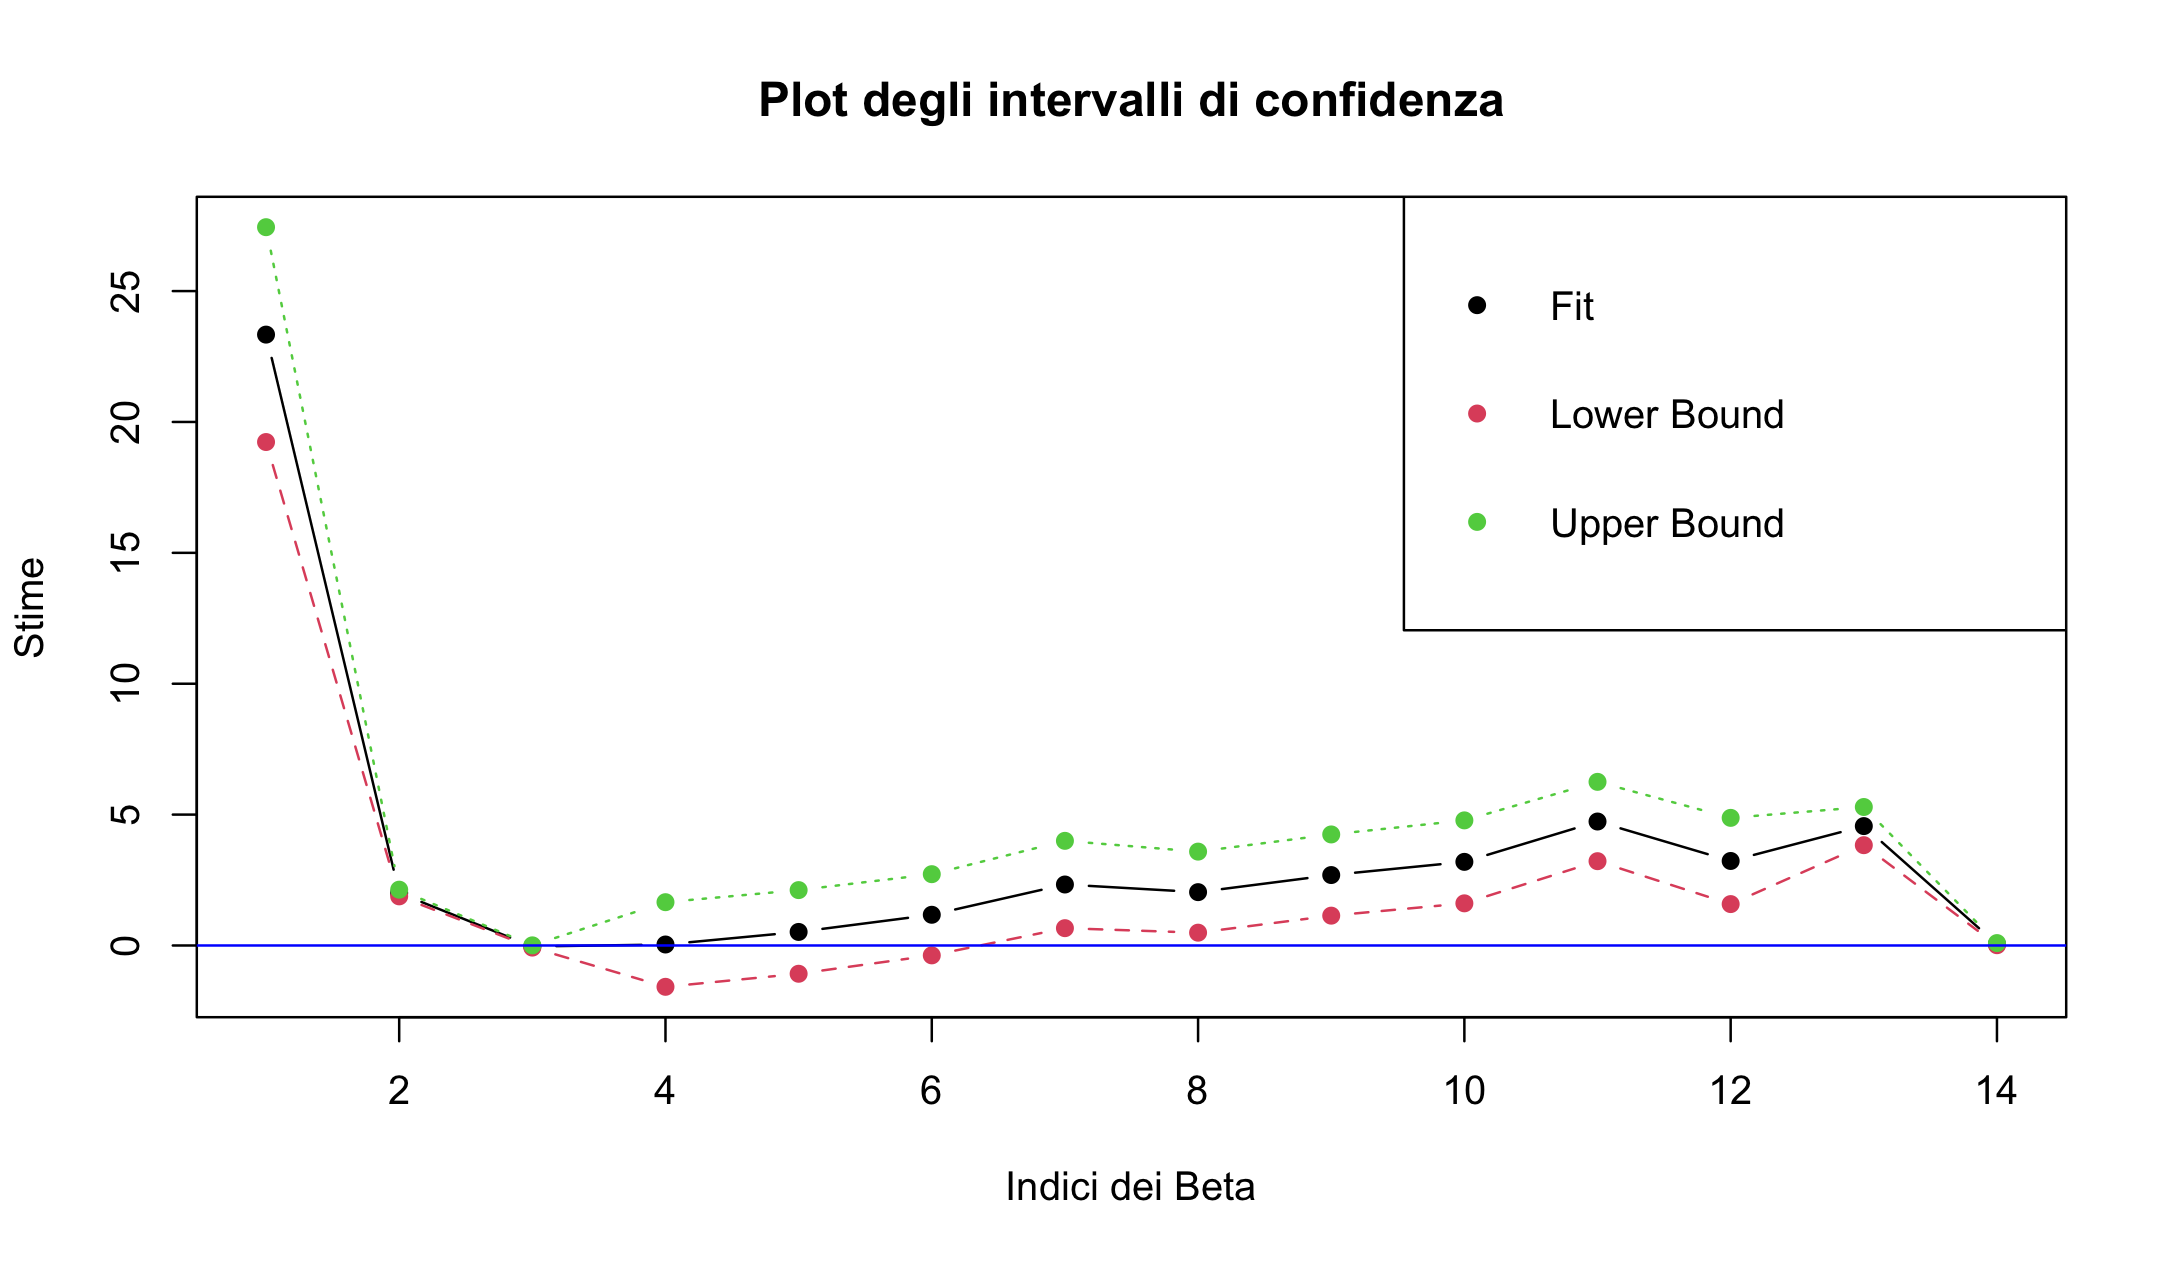 Plot degli intervalli di confidenza
Stime
25
20
15
10
5
0
Fit
Lower Bound
Upper Bound
2 4 6 8 10 12 14
Indici dei Beta